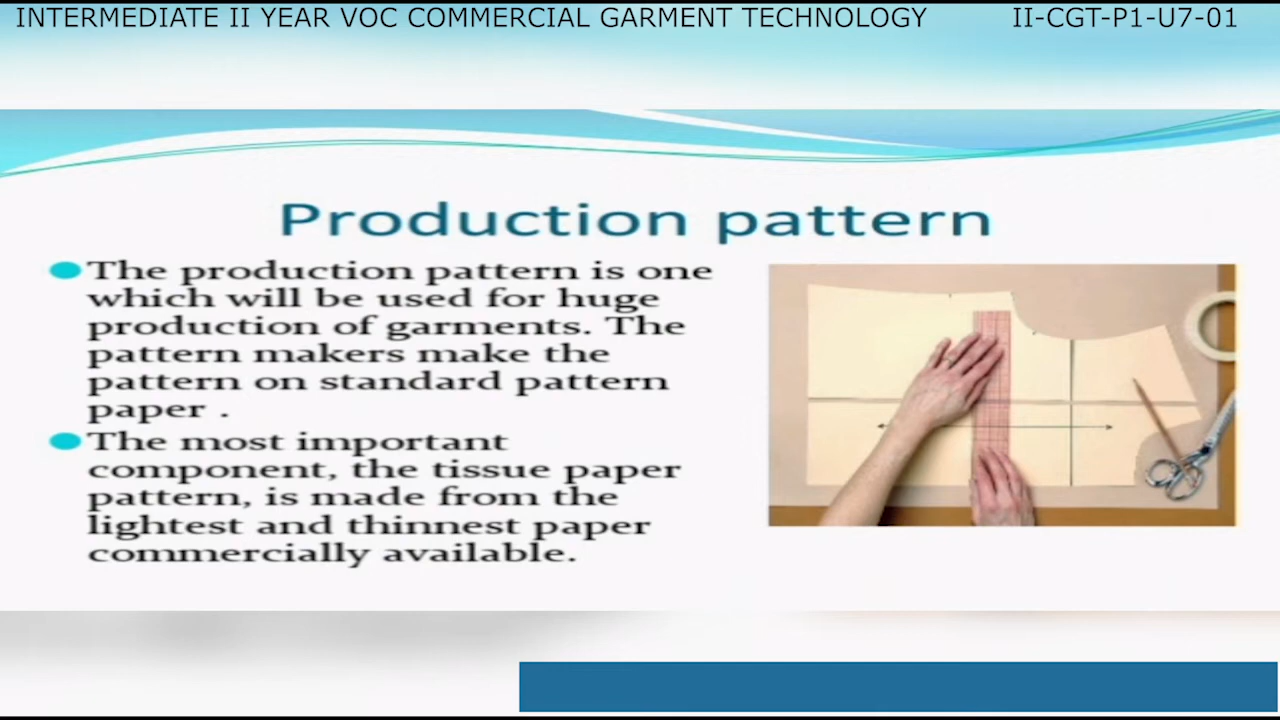 INTERMEDIATE II YEAR VOC COMMERCIAL GARMENT TECHNOLOGY II-CGT-P1-U7-01
Production pattern
The production pattern is one
which will be used for huge
production of garments. The
pattern makers make the
pattern on standard pattern
paper .
The most important
component, the tissue paper
pattern, is made from the
lightest and thinnest paper
commercially available.